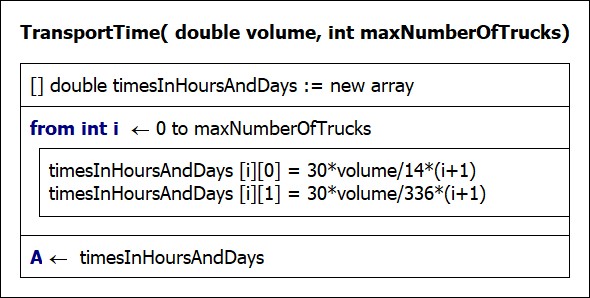 TransportTime( double volume, int maxNumberOfTrucks)
[] double timesInHoursAndDays := new array
from int i ← 0 to maxNumberOfTrucks
timesInHoursAndDays [i][0] = 30*volume/14*(i+1)
timesInHoursAndDays [i][1] = 30*volume/336*(i+1)
A ← timesInHoursAndDays